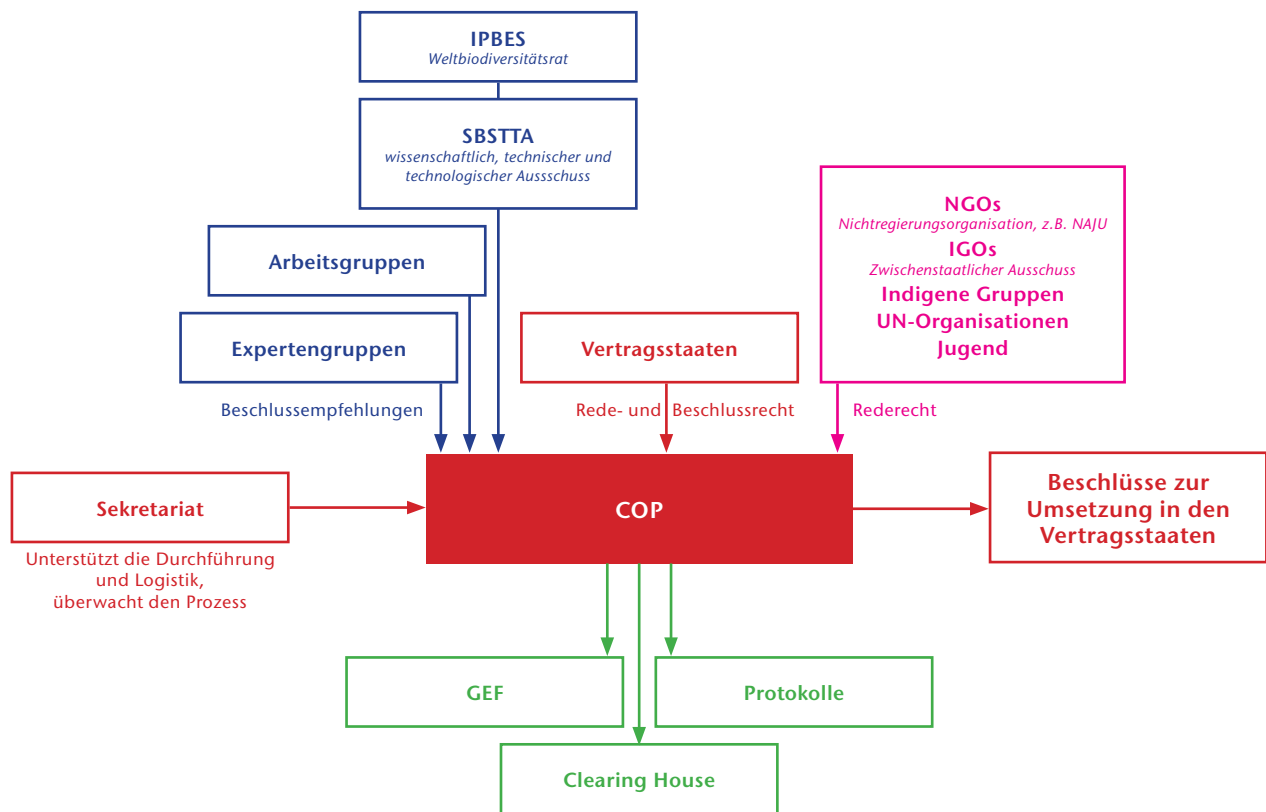 IPBES
Weltbiodiversitätsrat
SBSTTA
wissenschaftlich, technischer und
technologischer Aussschuss
NGOs
Nichtregierungsorganisation, z.B. NAJU
IGOs
Zwischenstaatlicher Ausschuss
Indigene Gruppen
UN-Organisationen
Jugend
Arbeitsgruppen
Expertengruppen
Vertragsstaaten
Beschlussempfehlungen
Rede- und Beschlussrecht
Rederecht
Sekretariat
Unterstützt die Durchführung
und Logistik,
überwacht den Prozess
COP
Beschlüsse zur
Umsetzung in den
Vertragsstaaten
GEF
Protokolle
Clearing House